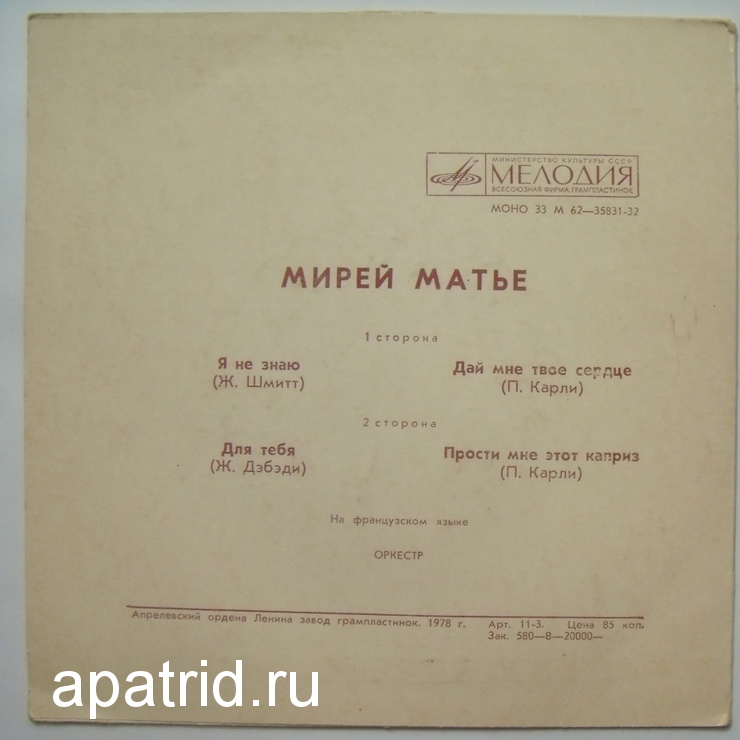 МИНИСТЕРСТВО КУЛЬТУРЫ СССР
МЕЛОДИЯ
ВСЕСОЮЗНАЯ ФИРМА ГРАМПЛАСТИНОК
МОНО 33 М 62—35831-32
МИРЕЙ МАТЬЕ
1 сторона
Я не знаю
(Ж. Шмитт)
Дай мне твое сердце
(П. Карли)
2 сторона
Для тебя
(Ж. Дэбэди)
Прости мне этот каприз
(П. Карли)
На французском языке
ОРКЕСТР
Апрелевский ордена Ленина завод грампластинок. 1978 г. Арт. 11-3. Цена 85 коп.
Зак. 580—В—20000—
apatrid.ru